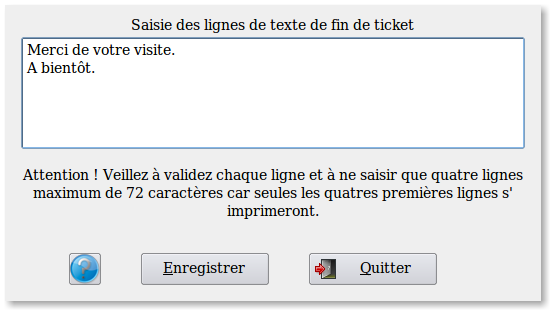 Saisie des lignes de texte de fin de ticket
Merci de votre visite.
A bientôt.
Attention ! Veillez à validez chaque ligne et à ne saisir que quatre lignes
maximum de 72 caractères car seules les quatres premières lignes s'
imprimeront.
? Enregistrer Quitter